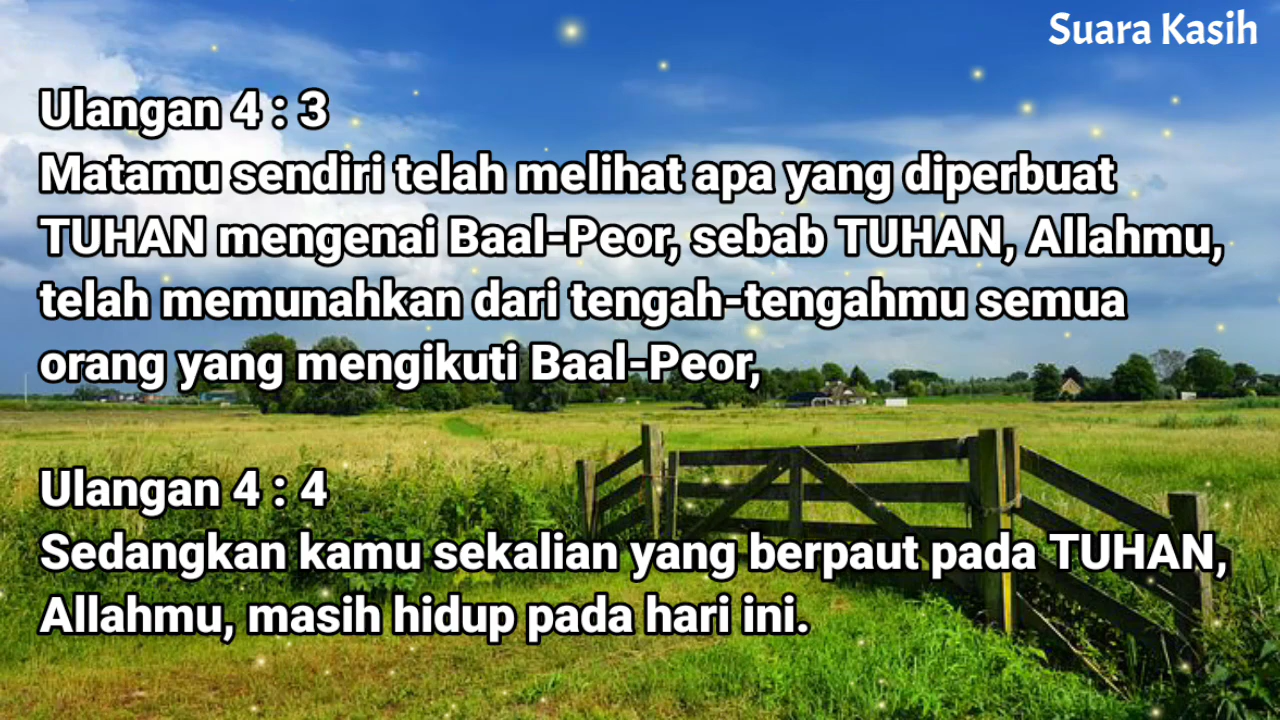 Suara Kasih
Ulangan 4 : 3
Matamu sendiri telah melihat apa yang diperbuat
TUHAN mengenai Baal-Peor, sebab TUHAN, Allahmu,
telah memunahkan dari tengah-tengahmu semua
orang yang mengikuti Baal-Peor,
Ulangan 4 : 4
Sedangkan kamu sekalian yang berpaut pada TUHAN,
Allahmu, masih hidup pada hari ini.